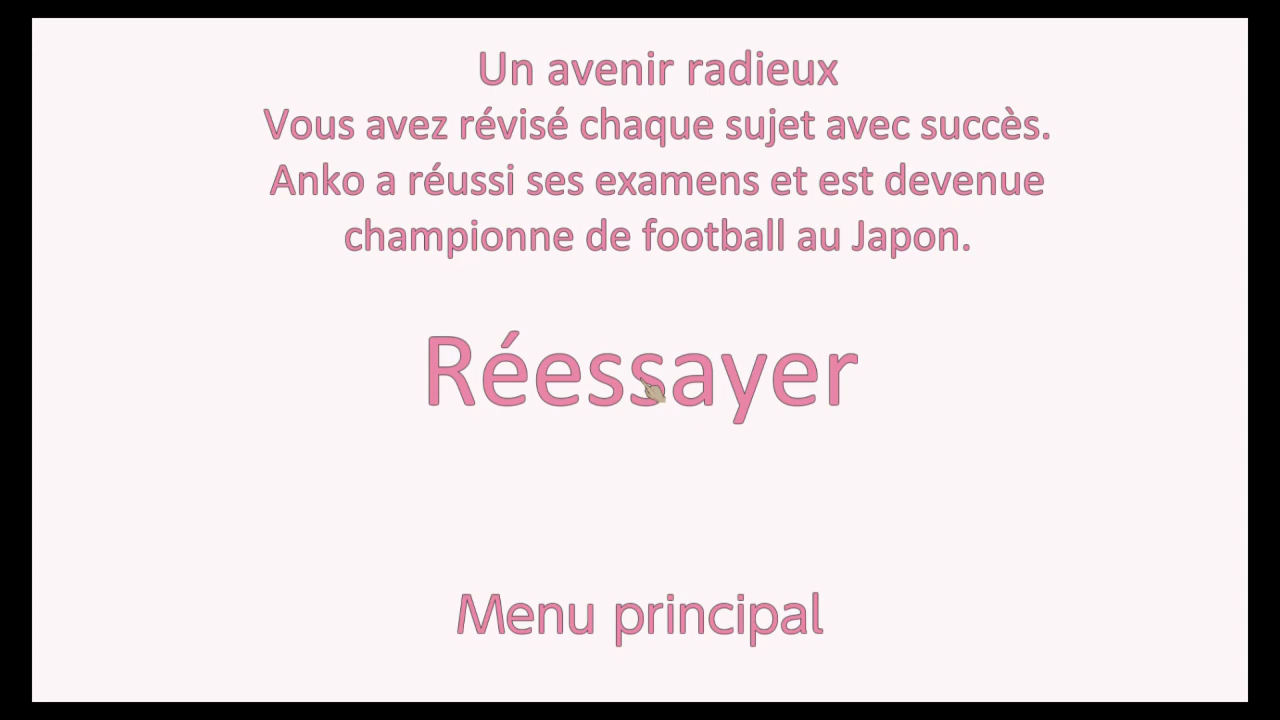 Un avenir radieux
Vous avez révisé chaque sujet avec succès.
Anko a réussi ses examens et est devenue
championne de football au Japon.
Réessayer
Menu principal